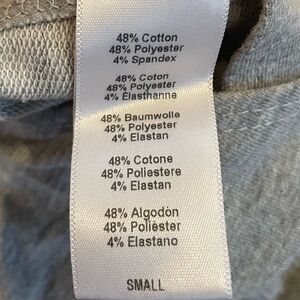 48% Cotton
48% Polyester
4% Spandex
48% Coton
48% Polyester
4% Elasthanne
48% Baumwolle
48% Polyester
4% Elastan
48% Cotone
48% Poliestere
4% Elastan
48% Algodòn
48% Poliéster
4% Elastano
SMALL